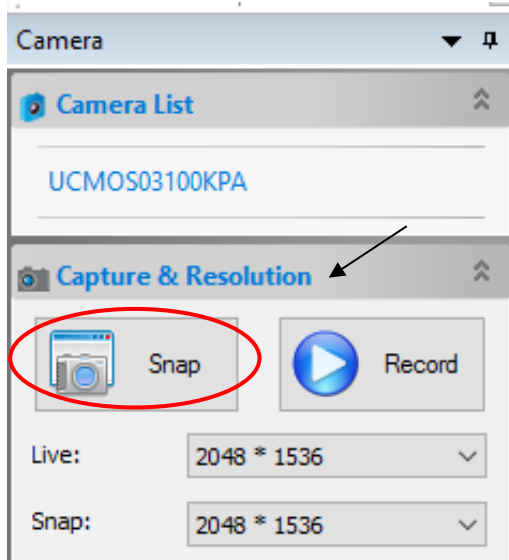 Camera
Camera List
UCMOS03100KPA
Capture & Resolution
Snap Record
Live: 2048 * 1536
Snap: 2048 * 1536